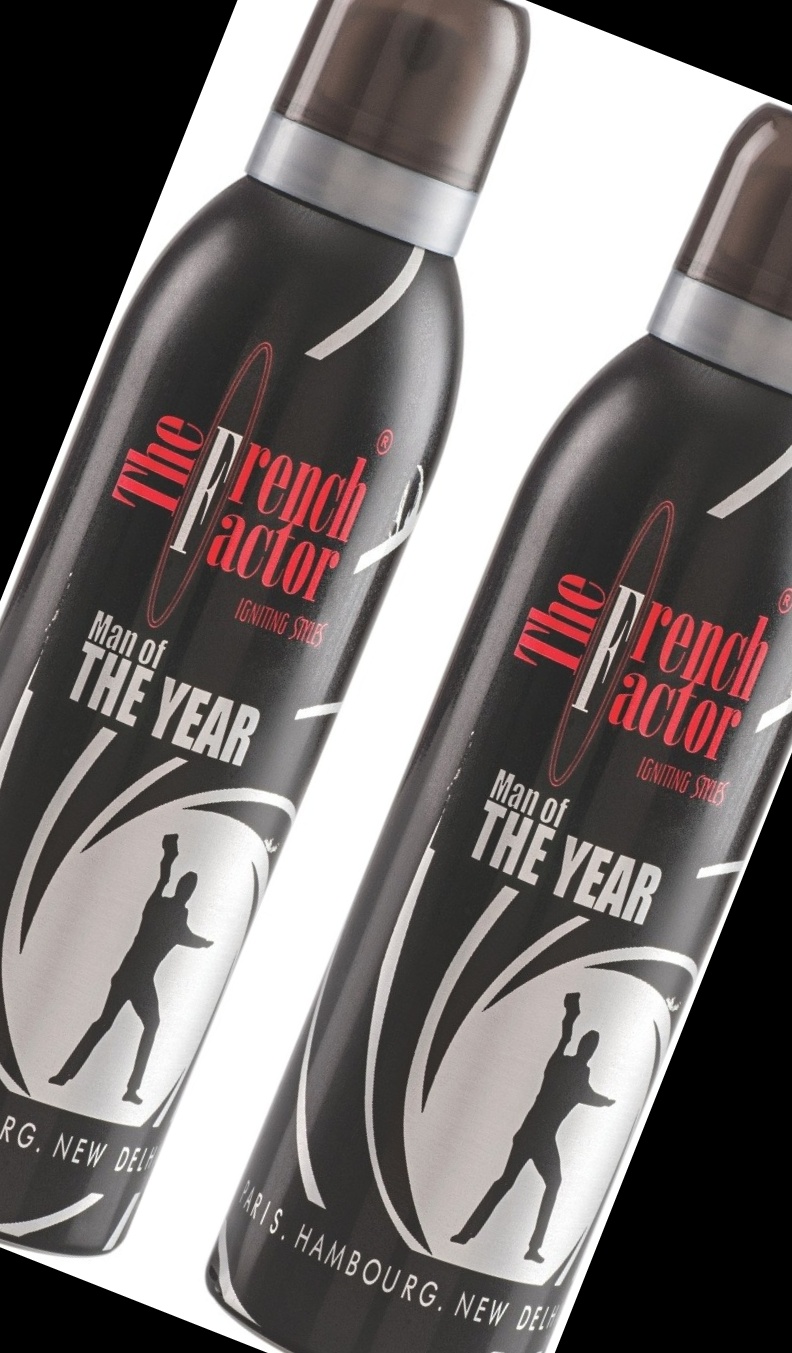 The
French
Factor
®
IGNITING STYLES
Man of
THE YEAR
RG. NEW DELH
The
French
Factor
®
IGNITING STYLES
Man of
THE YEAR
PARIS. HAMBOURG. NEW DELH